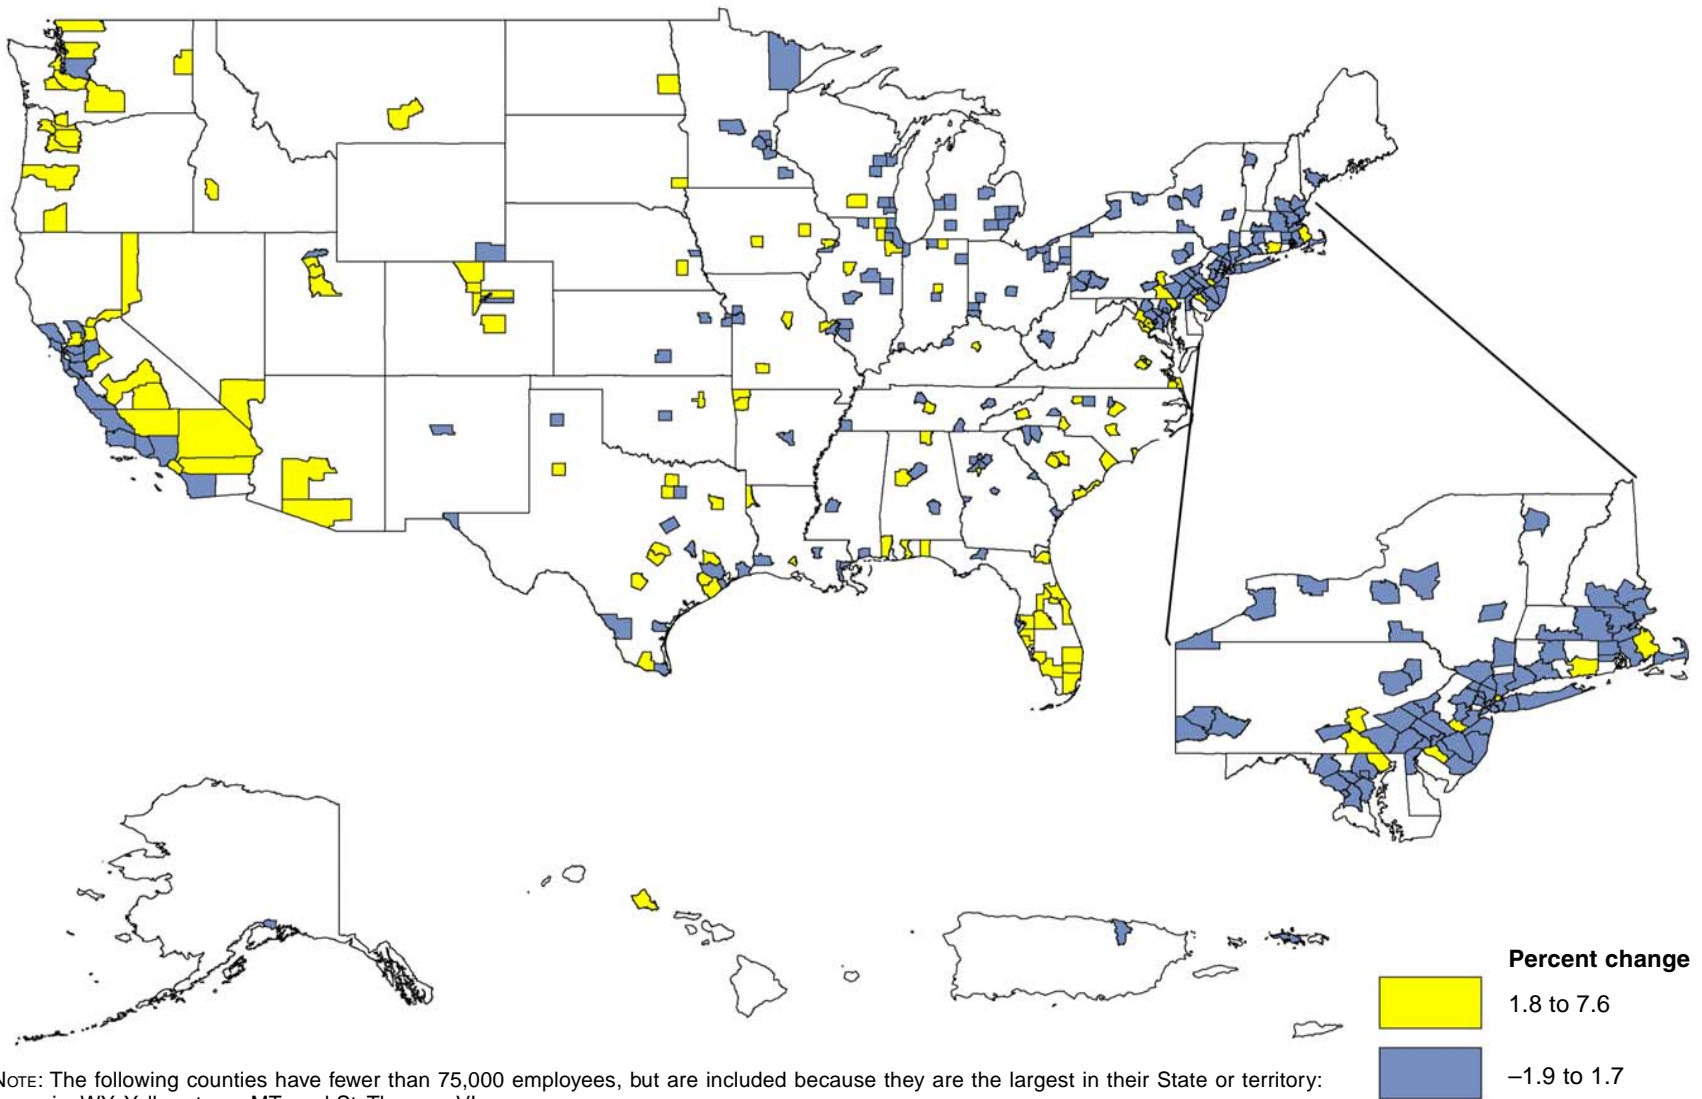 Percent change
1.8 to 7.6
–1.9 to 1.7
NOTE: The following counties have fewer than 75,000 employees, but are included because they are the largest in their State or territory: